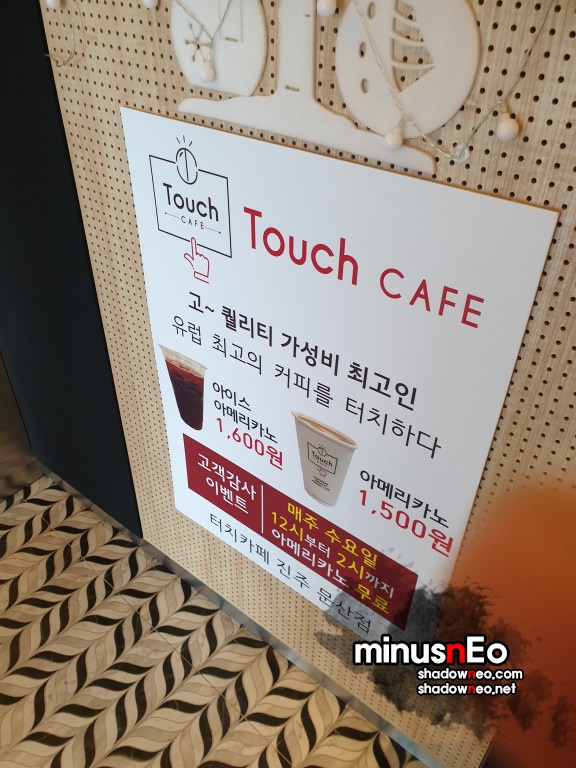 Touch
CAFE
Touch CAFE
고~ 퀄리티 가성비 최고인
유럽 최고의 커피를 터치하다
아이스
아메리카노
1,600원
Touch
아메리카노
1,500원
고객감사
이벤트
매주 수요일
12시부터 2시까지
아메리카노 무료
터치카페 진주 문산점
minusnEo
shadowneo.com
shadowneo.net